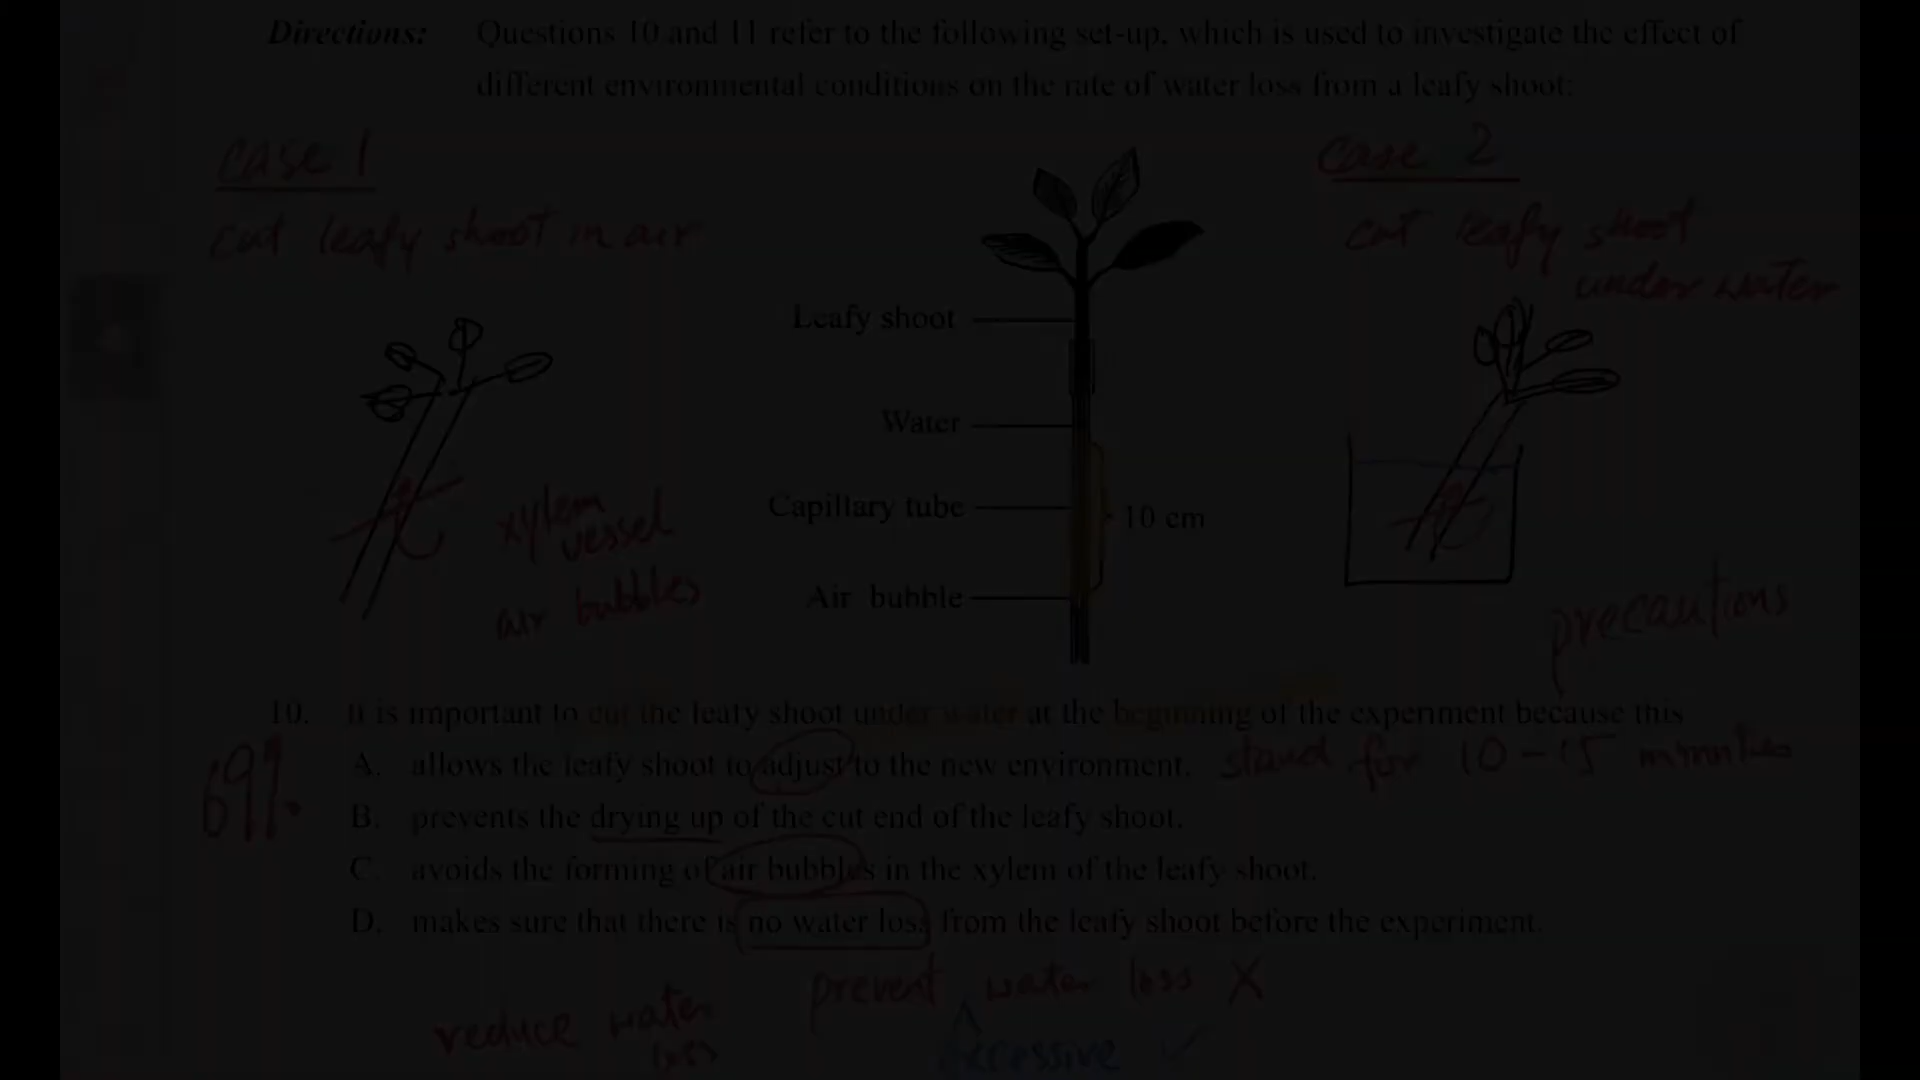 Directions: Questions 10 and 11 refer to the following set-up, which is used to investigate the effect of
different environmental conditions on the rate of water loss from a leafy shoot:
case 1
case 2
cut leafy shoot in air
cut leafy shoot
under water
Leafy shoot
Water
Capillary tube
10 cm
Air bubble
xylem
vessel
air bubbles
precautions
10. It is important to cut the leafy shoot under water at the beginning of the experiment because this
69%
A. allows the leafy shoot to adjust to the new environment.
stand for 10-15 minutes
B. prevents the drying up of the cut end of the leafy shoot.
C. avoids the forming of air bubbles in the xylem of the leafy shoot.
D. makes sure that there is no water loss from the leafy shoot before the experiment.
prevent water loss X
reduce water
loss
excessive ✓